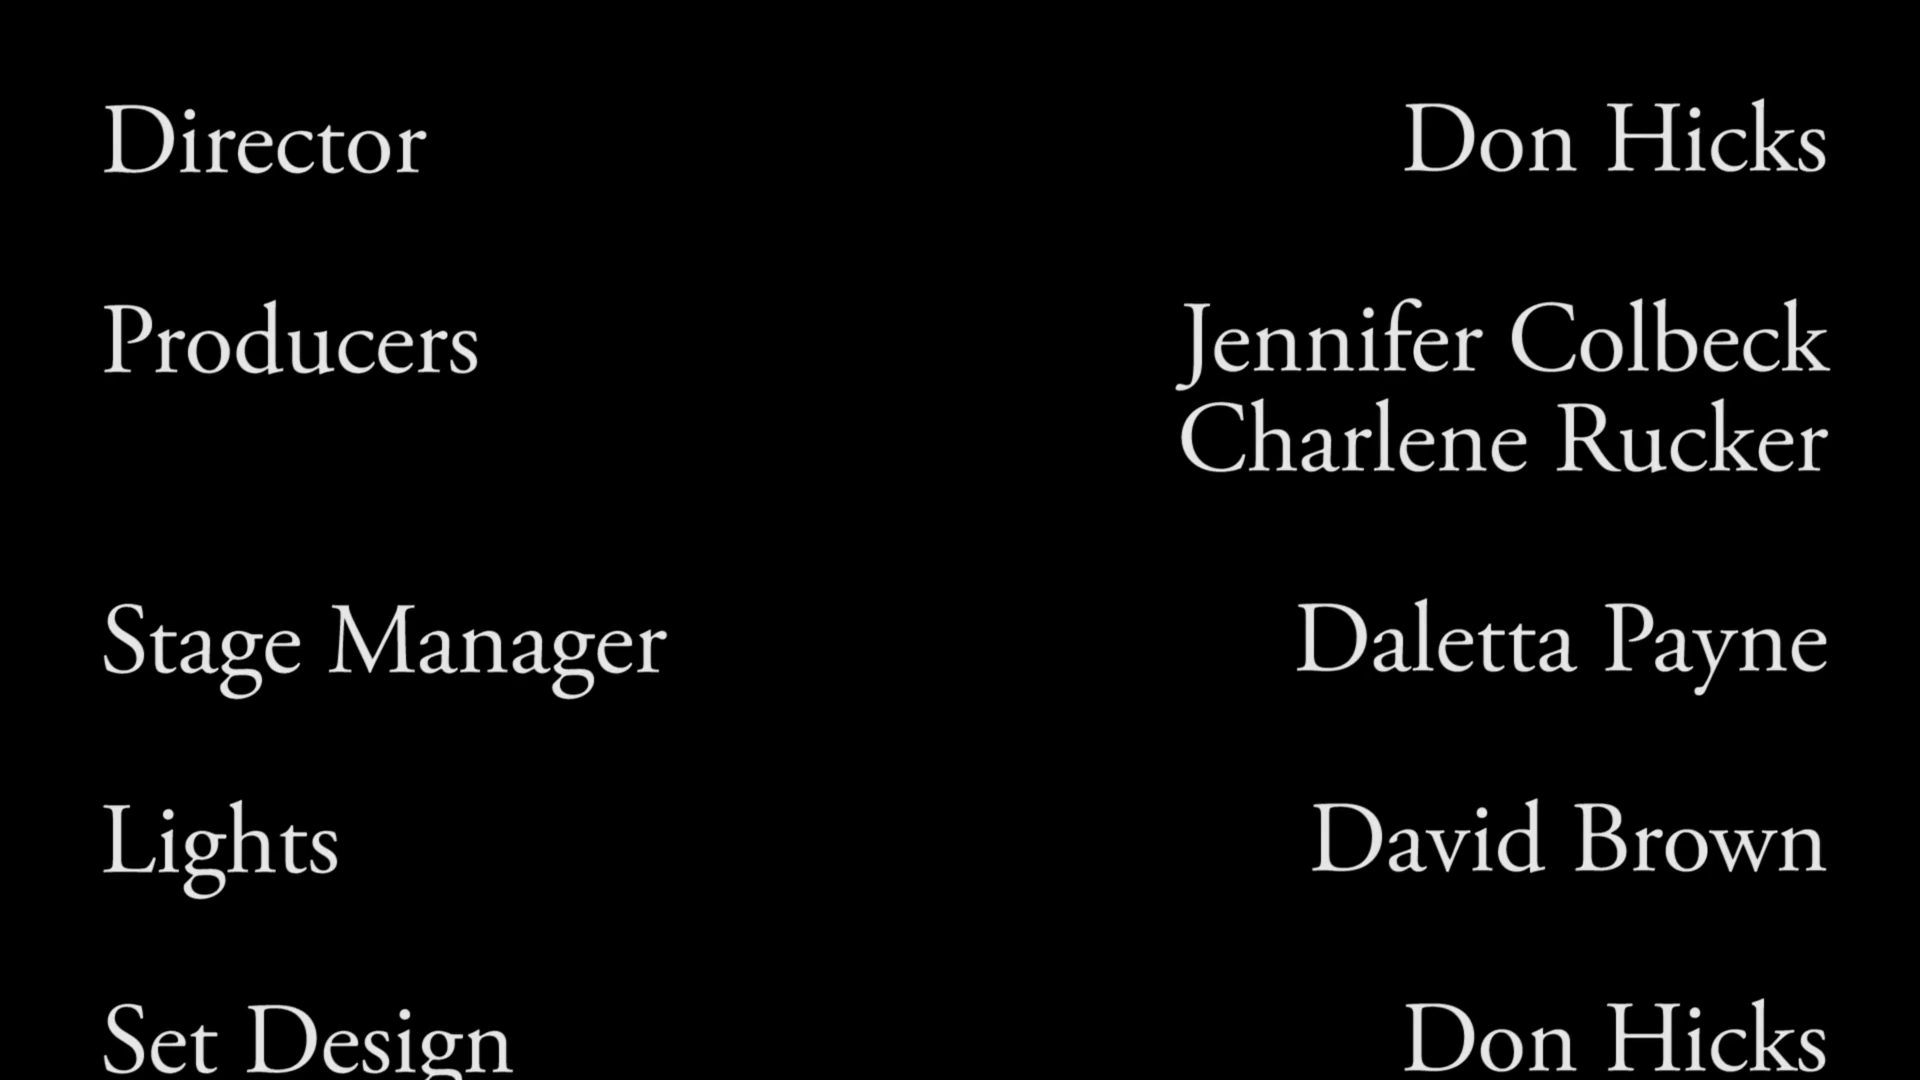 Director Don Hicks
Producers Jennifer Colbeck
Charlene Rucker
Stage Manager Daletta Payne
Lights David Brown
Set Design Don Hicks